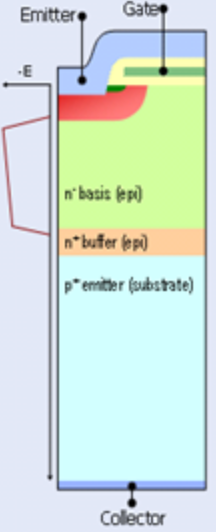 Emitter
Gate
-E
n⁻ basis (epi)
n⁺ buffer (epi)
p⁺ emitter (substrate)
Collector